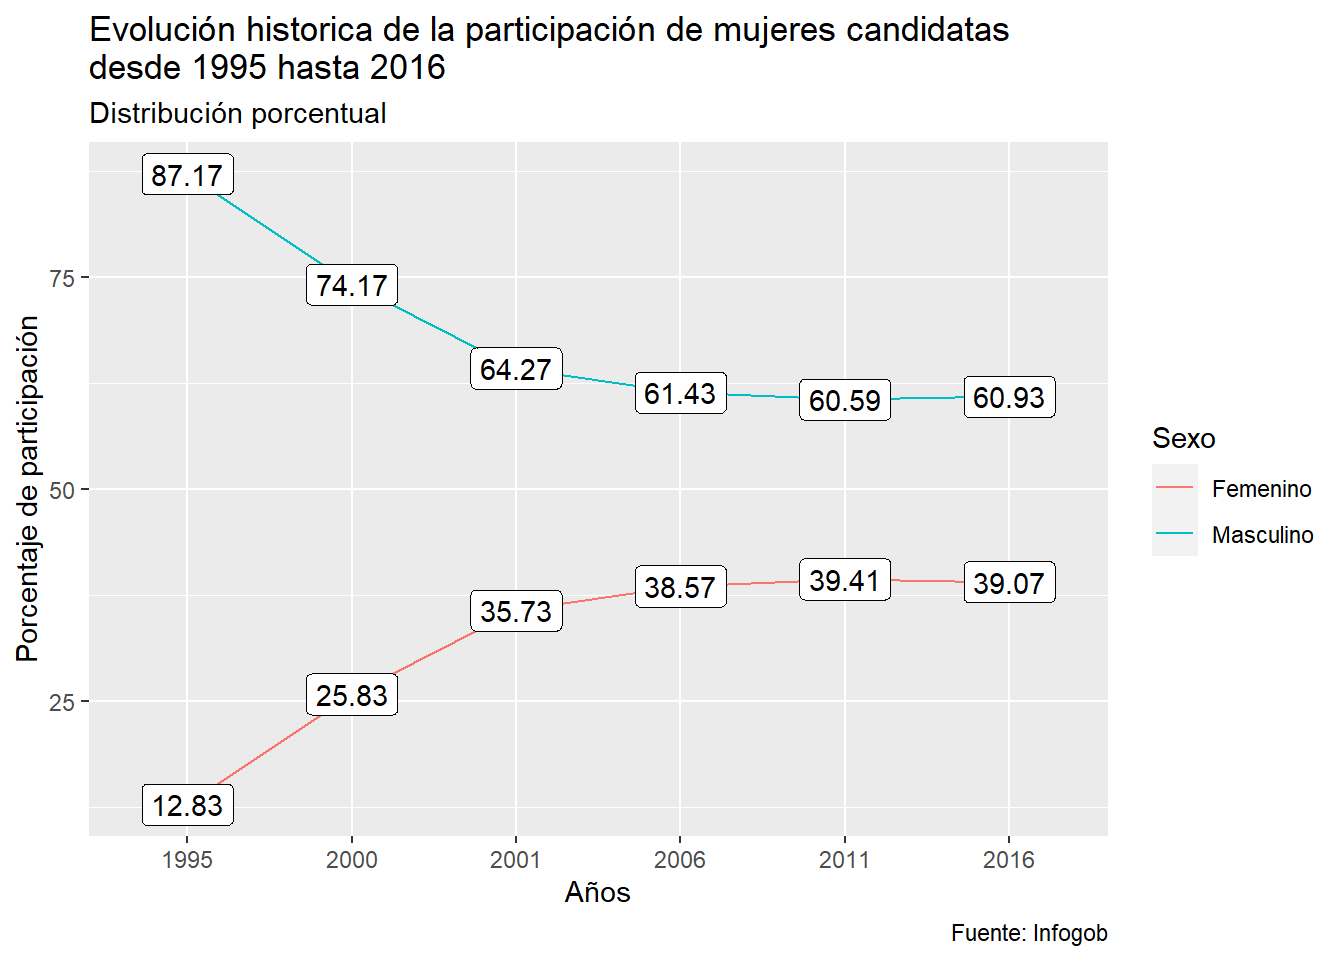 Evolución historica de la participación de mujeres candidatas
desde 1995 hasta 2016
Distribución porcentual
87.17
74.17
64.27
61.43
60.59
60.93
75
50
25
Porcentaje de participación
12.83
25.83
35.73
38.57
39.41
39.07
Sexo
Femenino
Masculino
1995
2000
2001
2006
2011
2016
Años
Fuente: Infogob